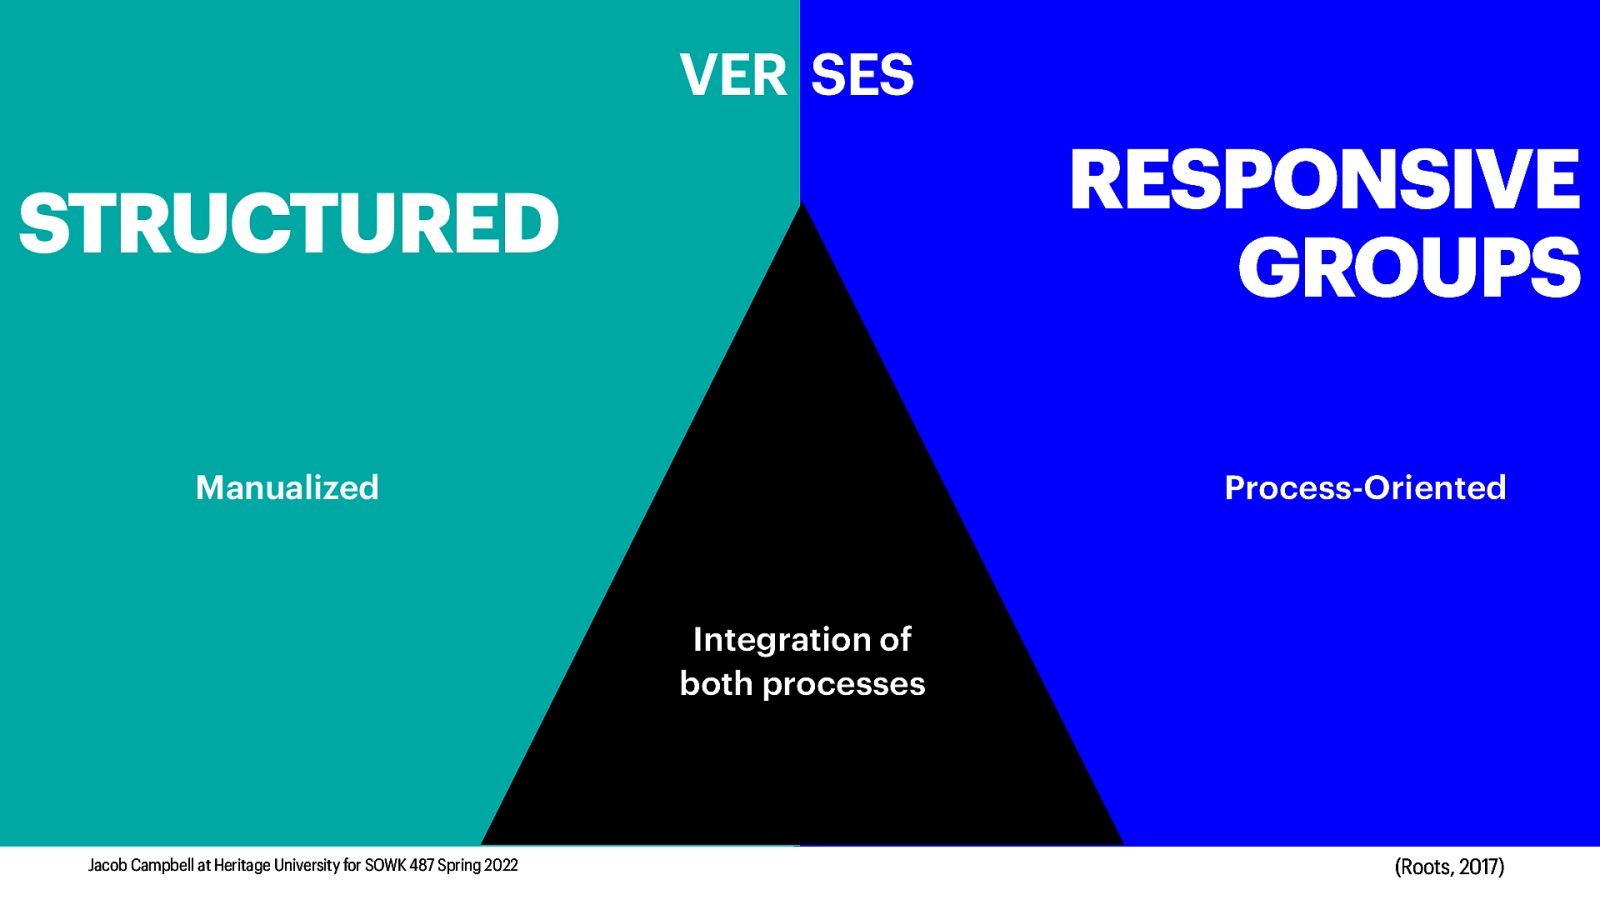 VER SES
STRUCTURED
RESPONSIVE
GROUPS
Manualized
Process-Oriented
Integration of
both processes
Jacob Campbell at Heritage University for SOWK 487 Spring 2022
(Roots, 2017)